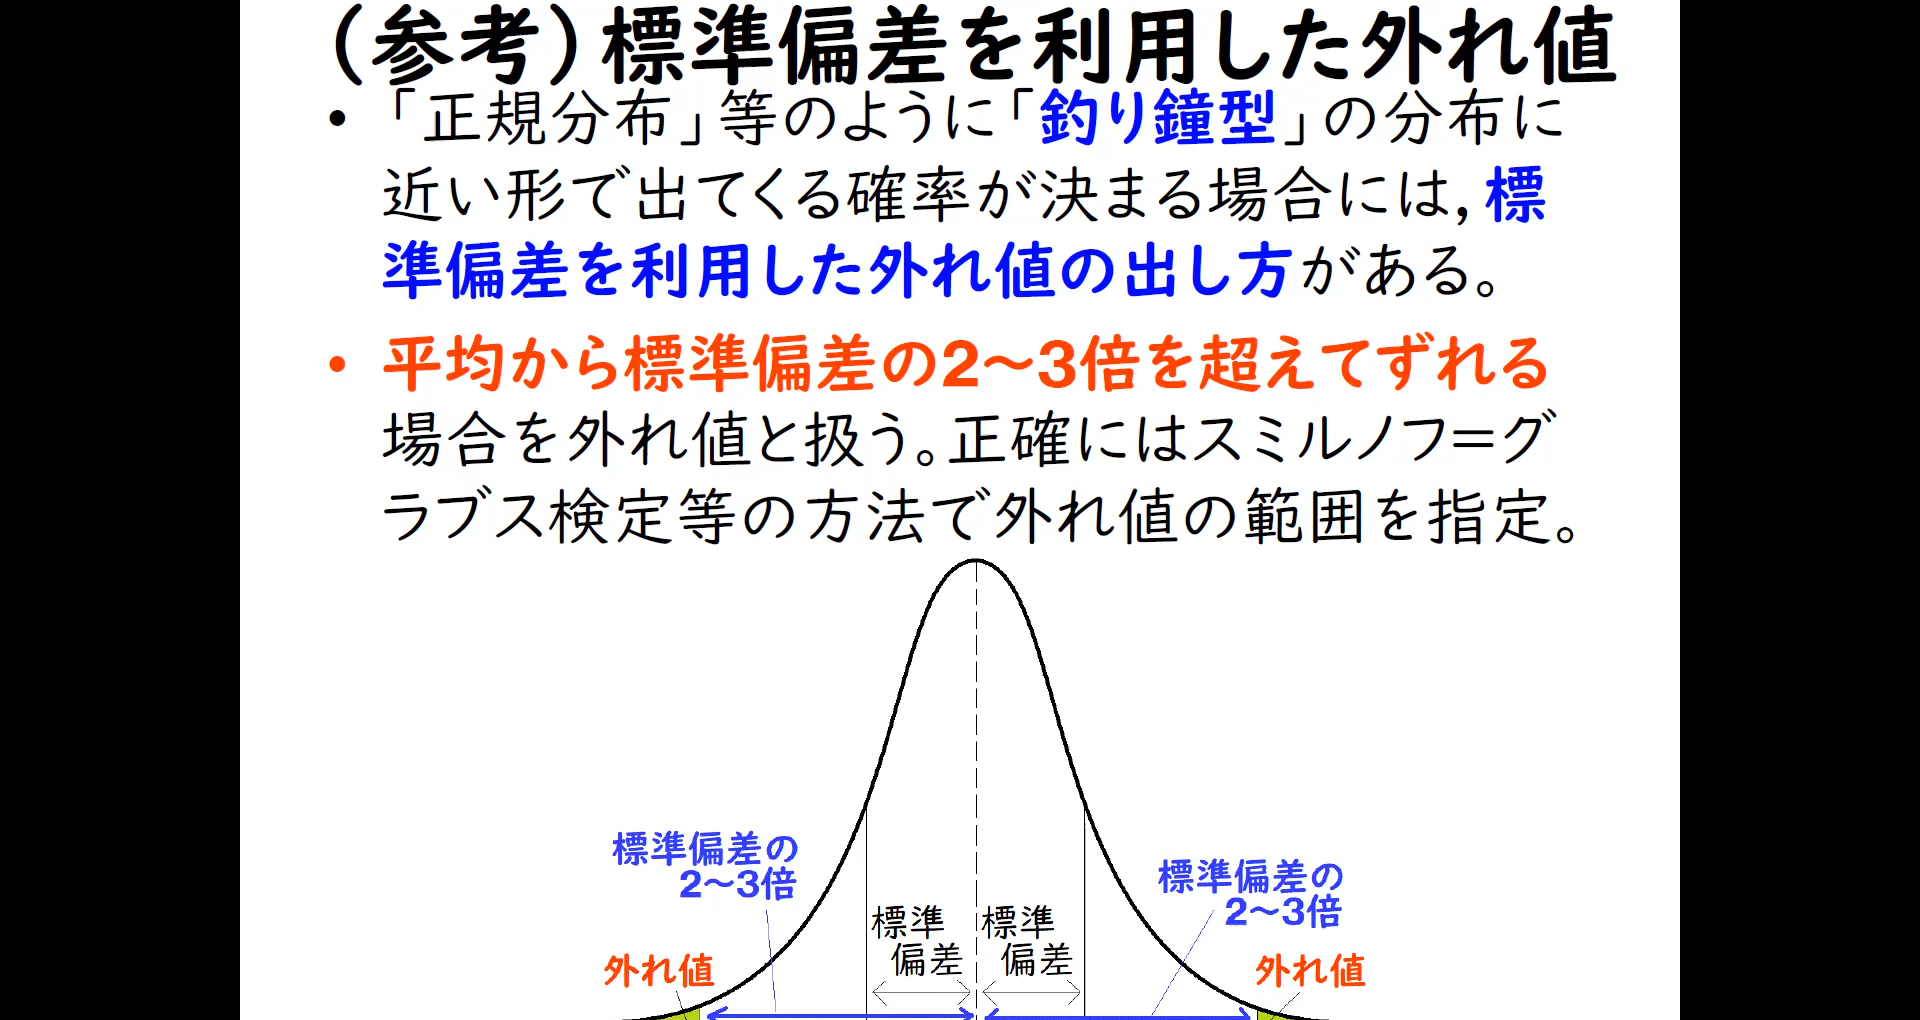 (参考)標準偏差を利用した外れ値
• 「正規分布」等のように「釣り鐘型」の分布に
近い形で出てくる確率が決まる場合には,標
準偏差を利用した外れ値の出し方がある。
• 平均から標準偏差の2〜3倍を超えてずれる
場合を外れ値と扱う。正確にはスミルノフ=グ
ラブス検定等の方法で外れ値の範囲を指定。
標準偏差の
2〜3倍
標準偏差の
2〜3倍
標準
偏差
標準
偏差
外れ値
外れ値